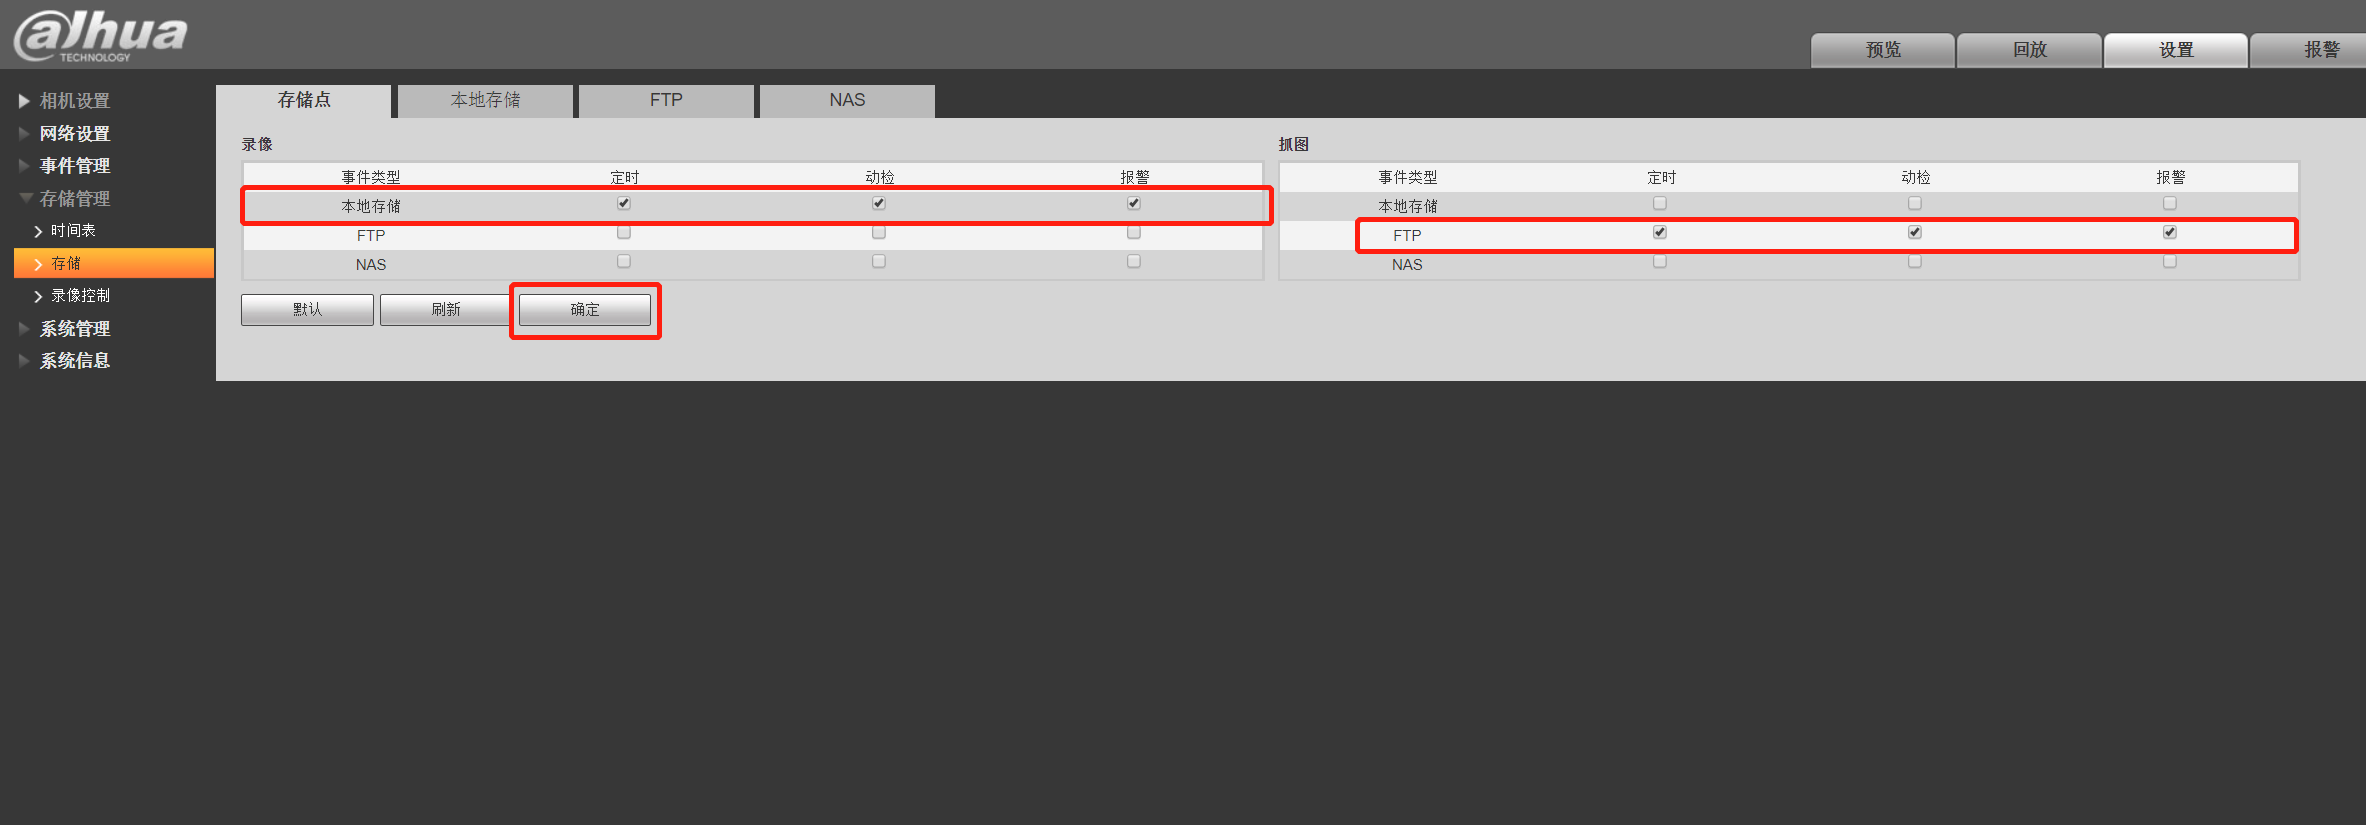 alhua
TECHNOLOGY
预览 回放 设置 报警
相机设置
网络设置
事件管理
存储管理
时间表
存储
录像控制
系统管理
系统信息
存储点 本地存储 FTP NAS
录像
事件类型 定时 动检 报警
本地存储
FTP
NAS
默认 刷新 确定
抓图
事件类型 定时 动检 报警
本地存储
FTP
NAS